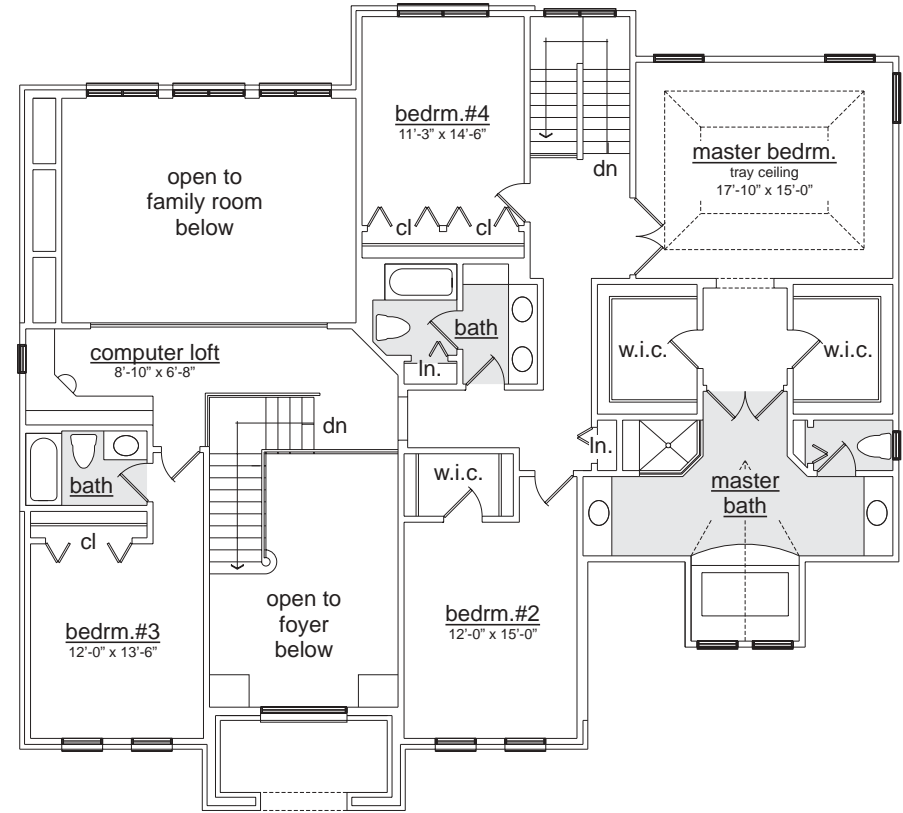 bedrm.#4
11'-3" x 14'-6"
dn
master bedrm.
tray ceiling
17'-10" x 15'-0"
open to
family room
below
cl
cl
bath
ln.
computer loft
8'-10" x 6'-8"
w.i.c.
w.i.c.
dn
ln.
w.i.c.
bath
master
bath
cl
open to
foyer
below
bedrm.#2
12'-0" x 15'-0"
bedrm.#3
12'-0" x 13'-6"